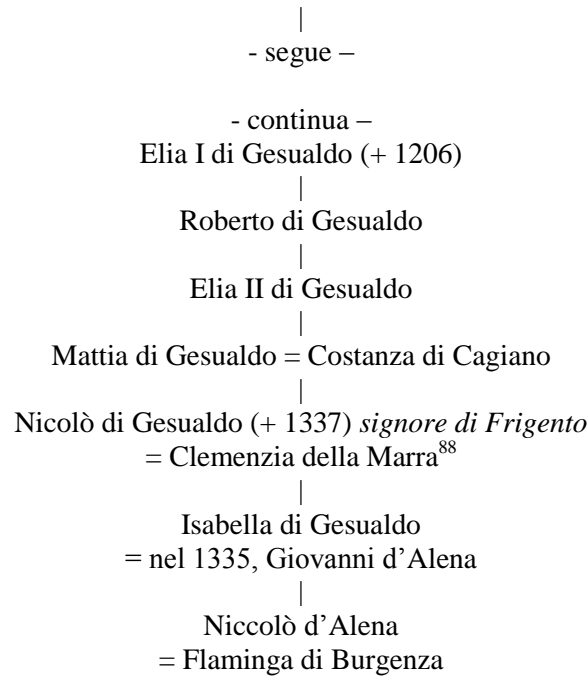 |
- segue –
- continua –
Elia I di Gesualdo (+ 1206)
|
Roberto di Gesualdo
|
Elia II di Gesualdo
|
Mattia di Gesualdo = Costanza di Cagiano
|
Nicolò di Gesualdo (+ 1337) signore di Frigento
= Clemenzia della Marra88
|
Isabella di Gesualdo
= nel 1335, Giovanni d’Alena
|
Niccolò d’Alena
= Flaminga di Burgenza